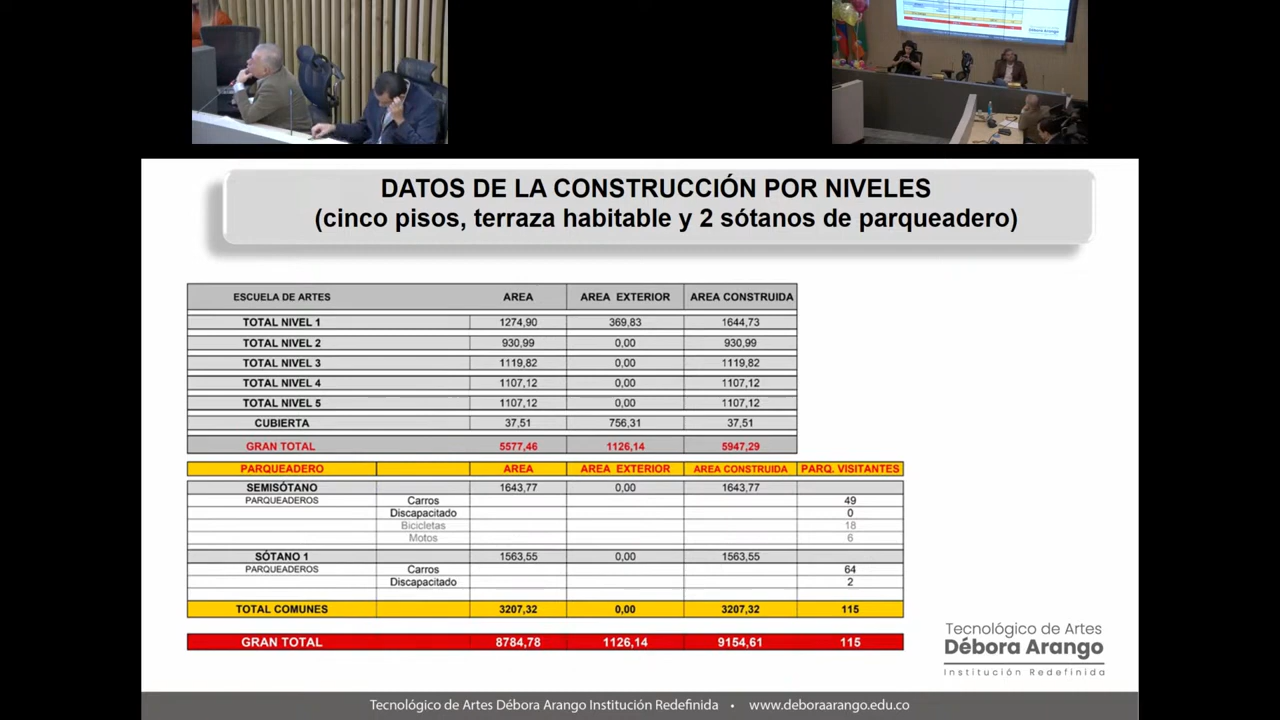 Débora Arango
DATOS DE LA CONSTRUCCIÓN POR NIVELES
(cinco pisos, terraza habitable y 2 sótanos de parqueadero)
ESCUELA DE ARTES AREA AREA EXTERIOR AREA CONSTRUIDA
TOTAL NIVEL 1 1274,90 369,83 1644,73
TOTAL NIVEL 2 930,99 0,00 930,99
TOTAL NIVEL 3 1119,82 0,00 1119,82
TOTAL NIVEL 4 1107,12 0,00 1107,12
TOTAL NIVEL 5 1107,12 0,00 1107,12
CUBIERTA 37,51 756,31 37,51
GRAN TOTAL 5577,46 1126,14 5947,29
PARQUEADERO AREA AREA EXTERIOR AREA CONSTRUIDA PARQ. VISITANTES
SEMISÓTANO 1643,77 0,00 1643,77
PARQUEADEROS Carros 49
Discapacitado 0
Bicicletas 18
Motos 6
SÓTANO 1 1563,55 0,00 1563,55
PARQUEADEROS Carros 64
Discapacitado 2
TOTAL COMUNES 3207,32 0,00 3207,32 115
GRAN TOTAL 8784,78 1126,14 9154,61 115
Tecnológico de Artes
Débora Arango
Institución Redefinida
Tecnológico de Artes Débora Arango Institución Redefinida • www.deboraarango.edu.co